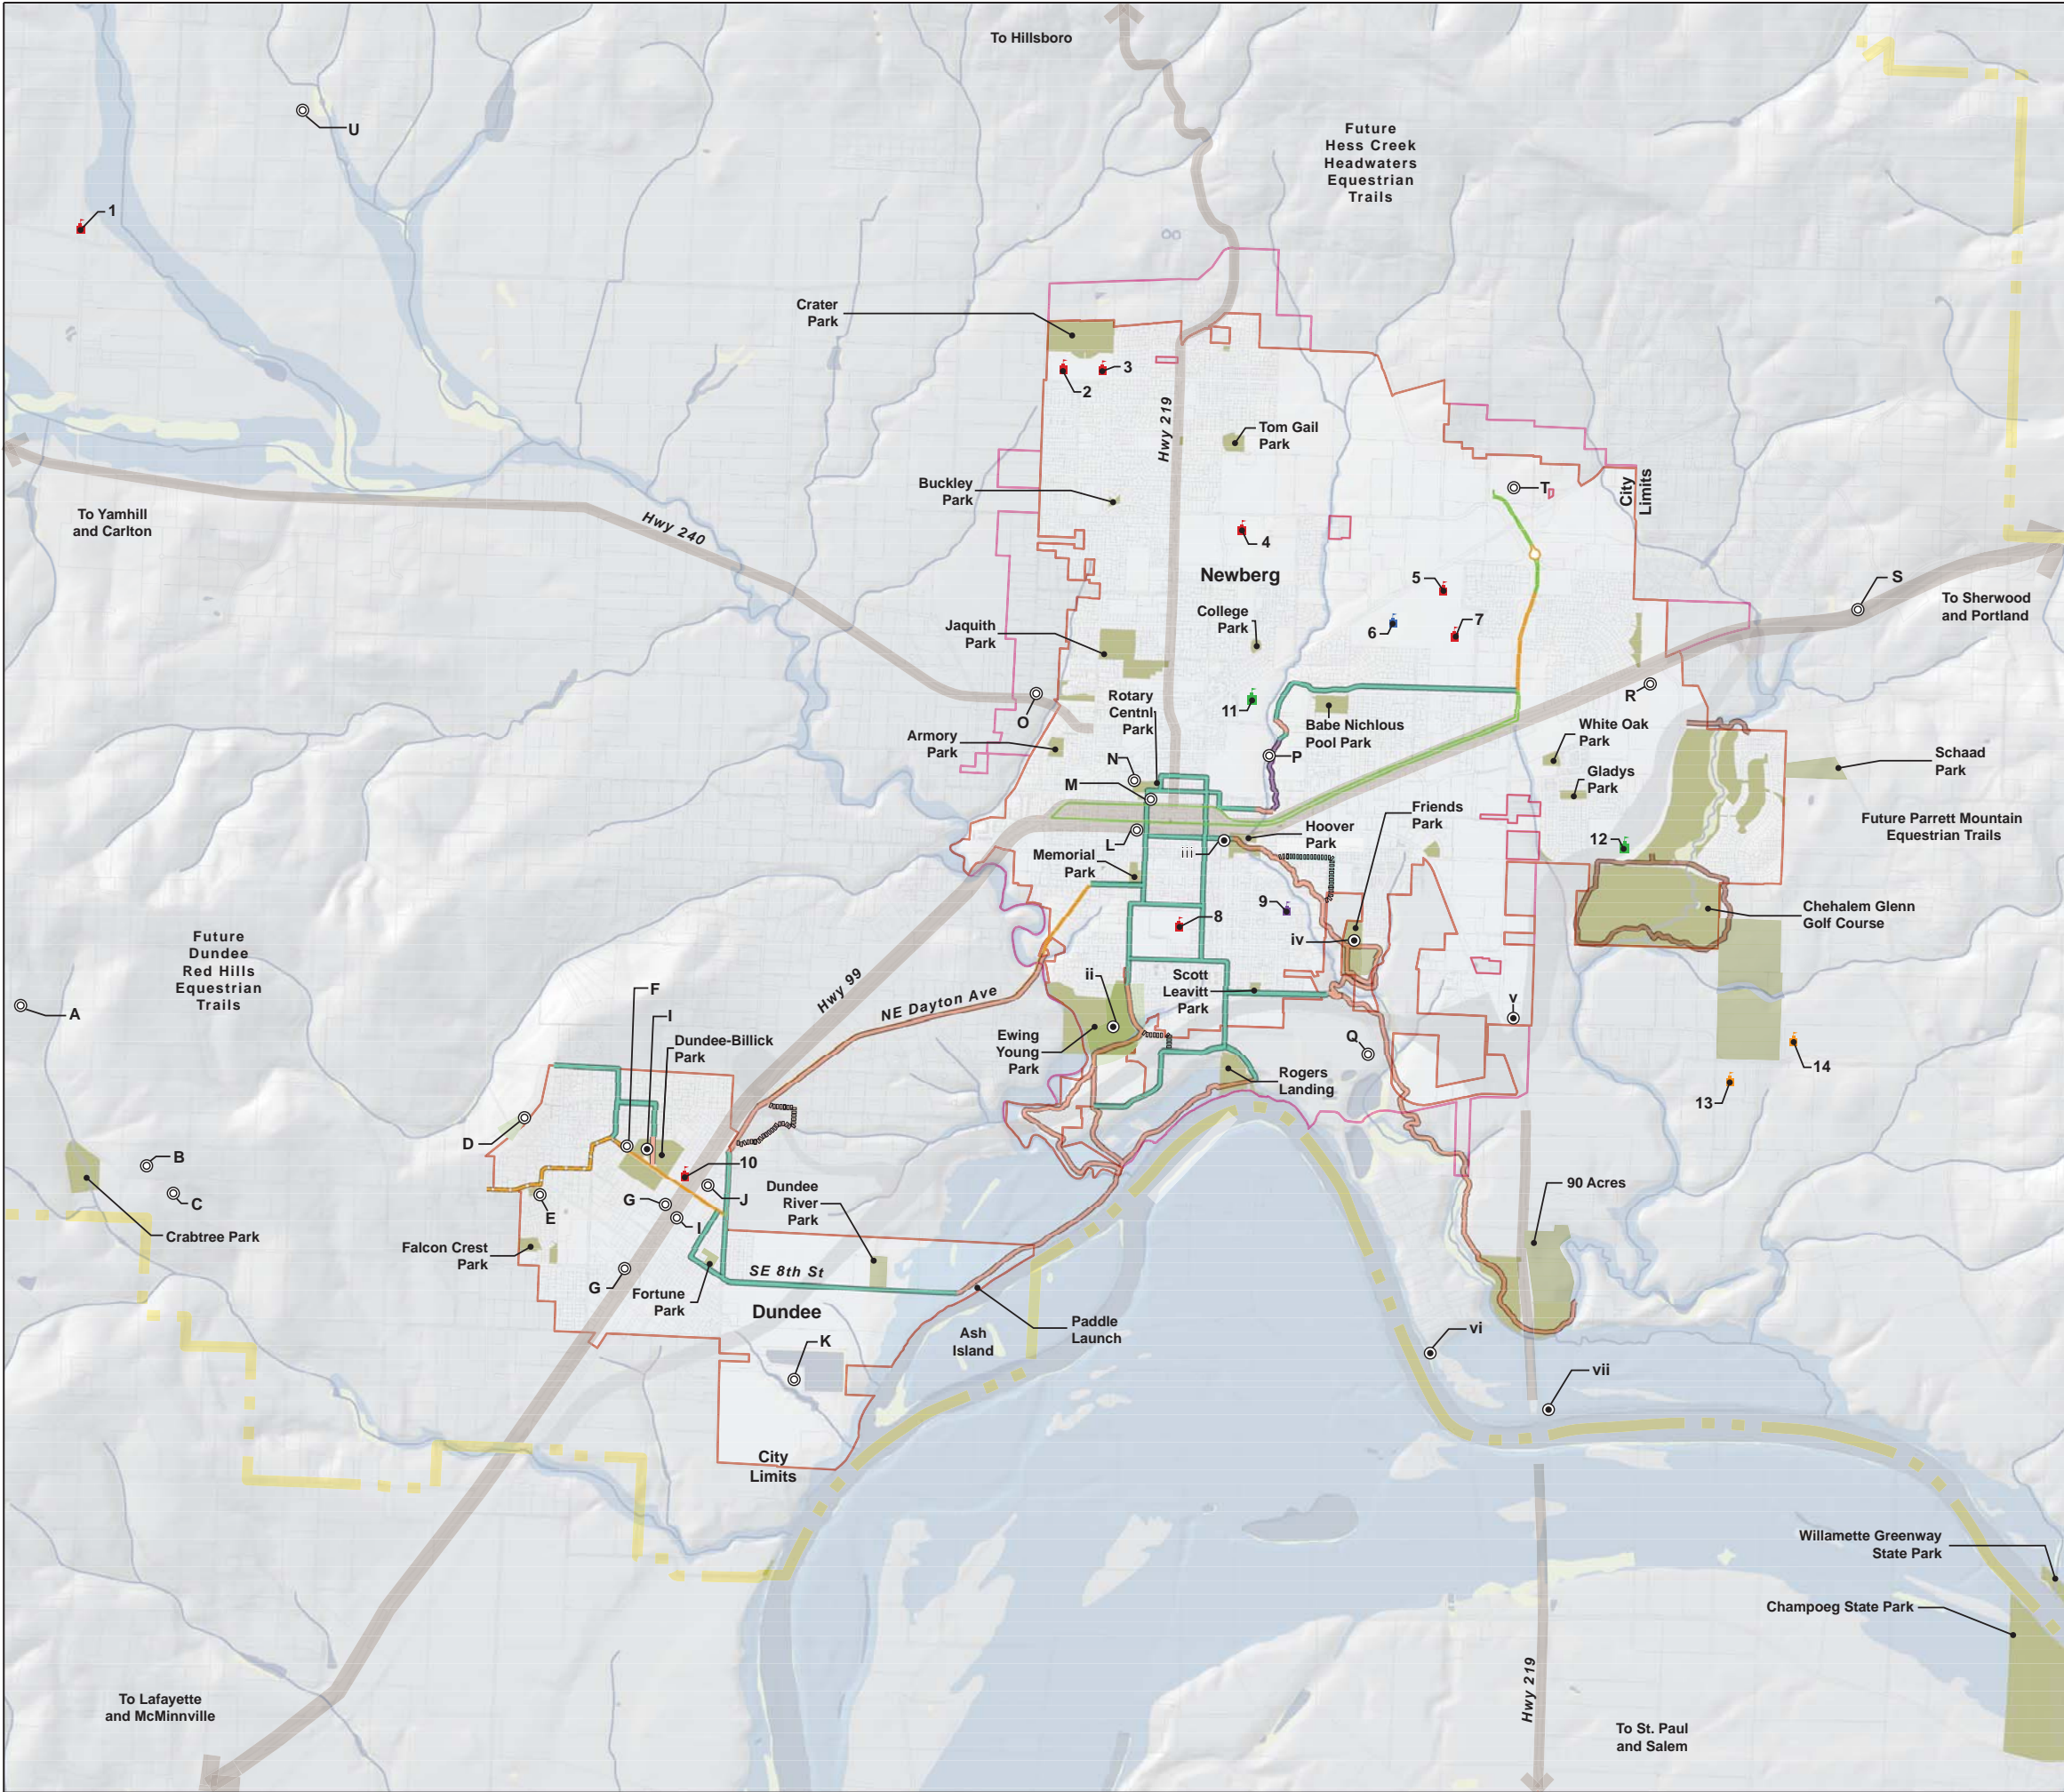 To Hillsboro
Future
Hess Creek
Headwaters
Equestrian
Trails
U
1
Crater
Park
2
3
Hwy 219
Tom Gail
Park
Buckley
Park
T
City
Limits
To Yamhill
and Carlton
Hwy 240
4
Newberg
5
6
7
S
To Sherwood
and Portland
College
Park
Jaquith
Park
O
Rotary
Centnl
Park
11
R
Babe Nichlous
Pool Park
White Oak
Park
Armory
Park
N
P
M
Schaad
Park
Gladys
Park
Friends
Park
Future Parrett Mountain
Equestrian Trails
Hoover
Park
L
iii
12
Memorial
Park
8
9
Chehalem Glenn
Golf Course
iv
Future
Dundee
Red Hills
Equestrian
Trails
Hwy 99
ii
Scott
Leavitt
Park
NE Dayton Ave
F
I
v
A
Dundee-Billick
Park
Ewing
Young
Park
Q
Rogers
Landing
14
13
D
B
C
10
J
Dundee
River
Park
90 Acres
G
I
E
Crabtree Park
Falcon Crest
Park
SE 8th St
G
Fortune
Park
Dundee
Paddle
Launch
Ash
Island
K
vi
vii
City
Limits
Willamette Greenway
State Park
Champoeg State Park
Hwy 219
To Lafayette
and McMinnville
To St. Paul
and Salem